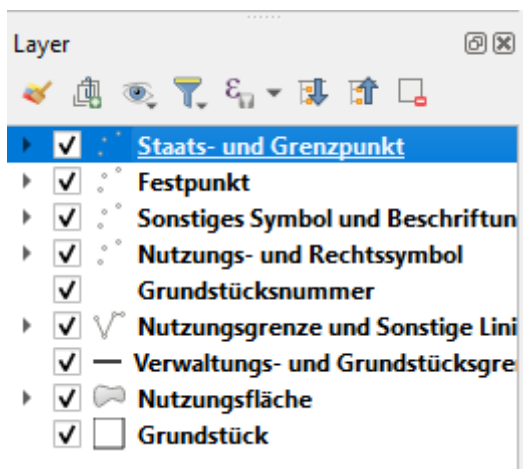 Layer
Staats- und Grenzpunkt
Festpunkt
Sonstiges Symbol und Beschriftun
Nutzungs- und Rechtssymbol
Grundstücksnummer
Nutzungsgrenze und Sonstige Lini
Verwaltungs- und Grundstücksgre
Nutzungsfläche
Grundstück